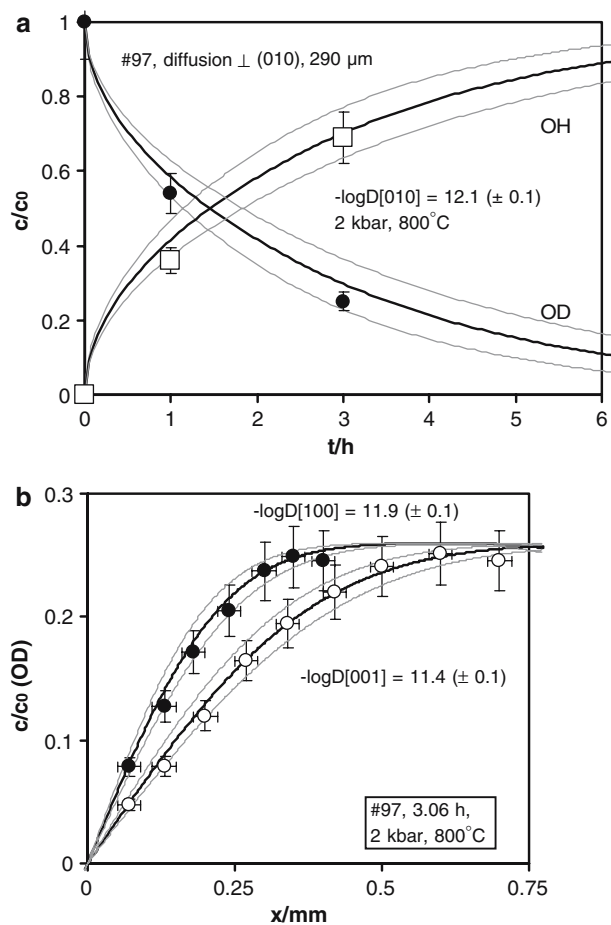 a
#97, diffusion ⊥ (010), 290 µm
1
0.8
0.6
0.4
0.2
0
c/c0
OH
-logD[010] = 12.1 (± 0.1)
2 kbar, 800°C
OD
0 1 2 3 4 5 6
t/h
b
0.3
0.2
0.1
0
c/c0 (OD)
-logD[100] = 11.9 (± 0.1)
-logD[001] = 11.4 (± 0.1)
#97, 3.06 h,
2 kbar, 800°C
0 0.25 0.5 0.75
x/mm